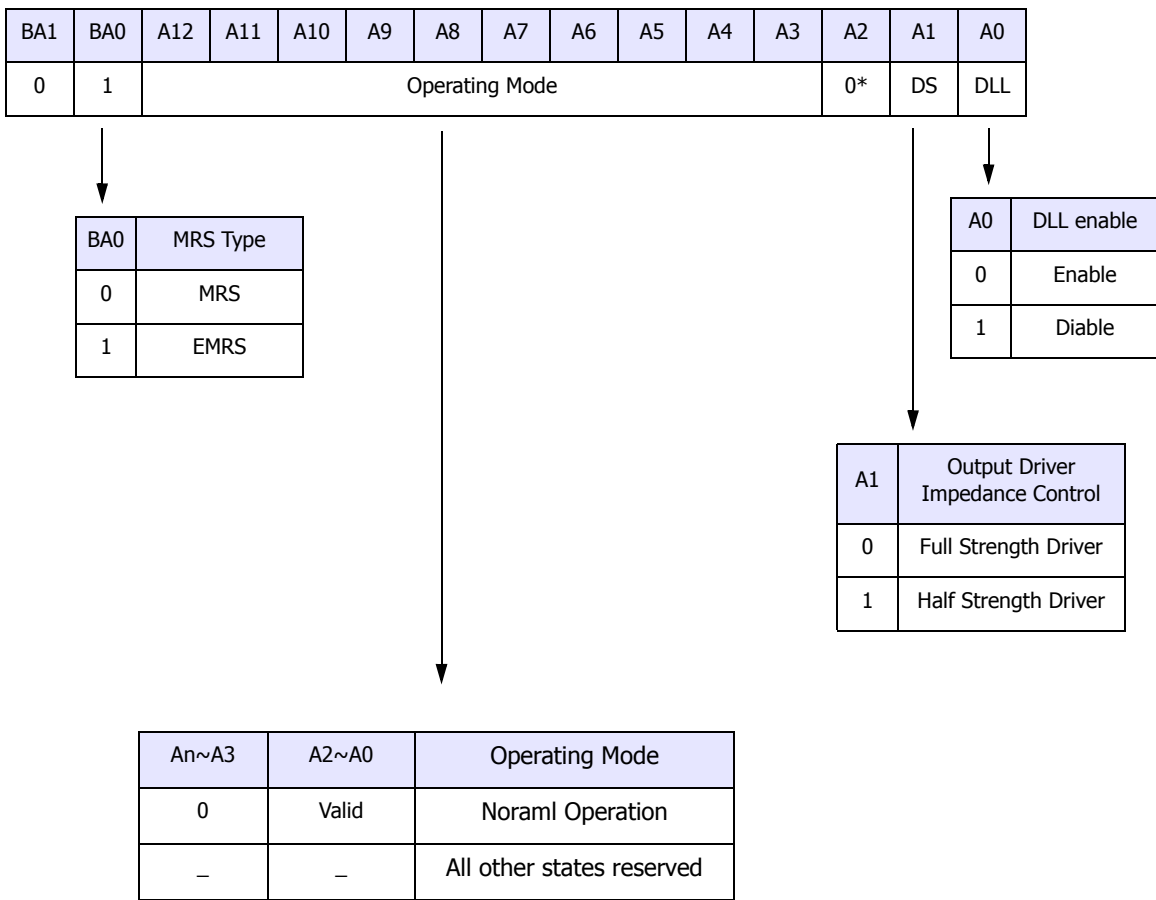 BA1 BA0 A12 A11 A10 A9 A8 A7 A6 A5 A4 A3 A2 A1 A0
0 1 Operating Mode 0* DS DLL
BA0 MRS Type
0 MRS
1 EMRS
A0 DLL enable
0 Enable
1 Diable
A1 Output Driver
Impedance Control
0 Full Strength Driver
1 Half Strength Driver
An~A3 A2~A0 Operating Mode
0 Valid Noraml Operation
_ _ All other states reserved